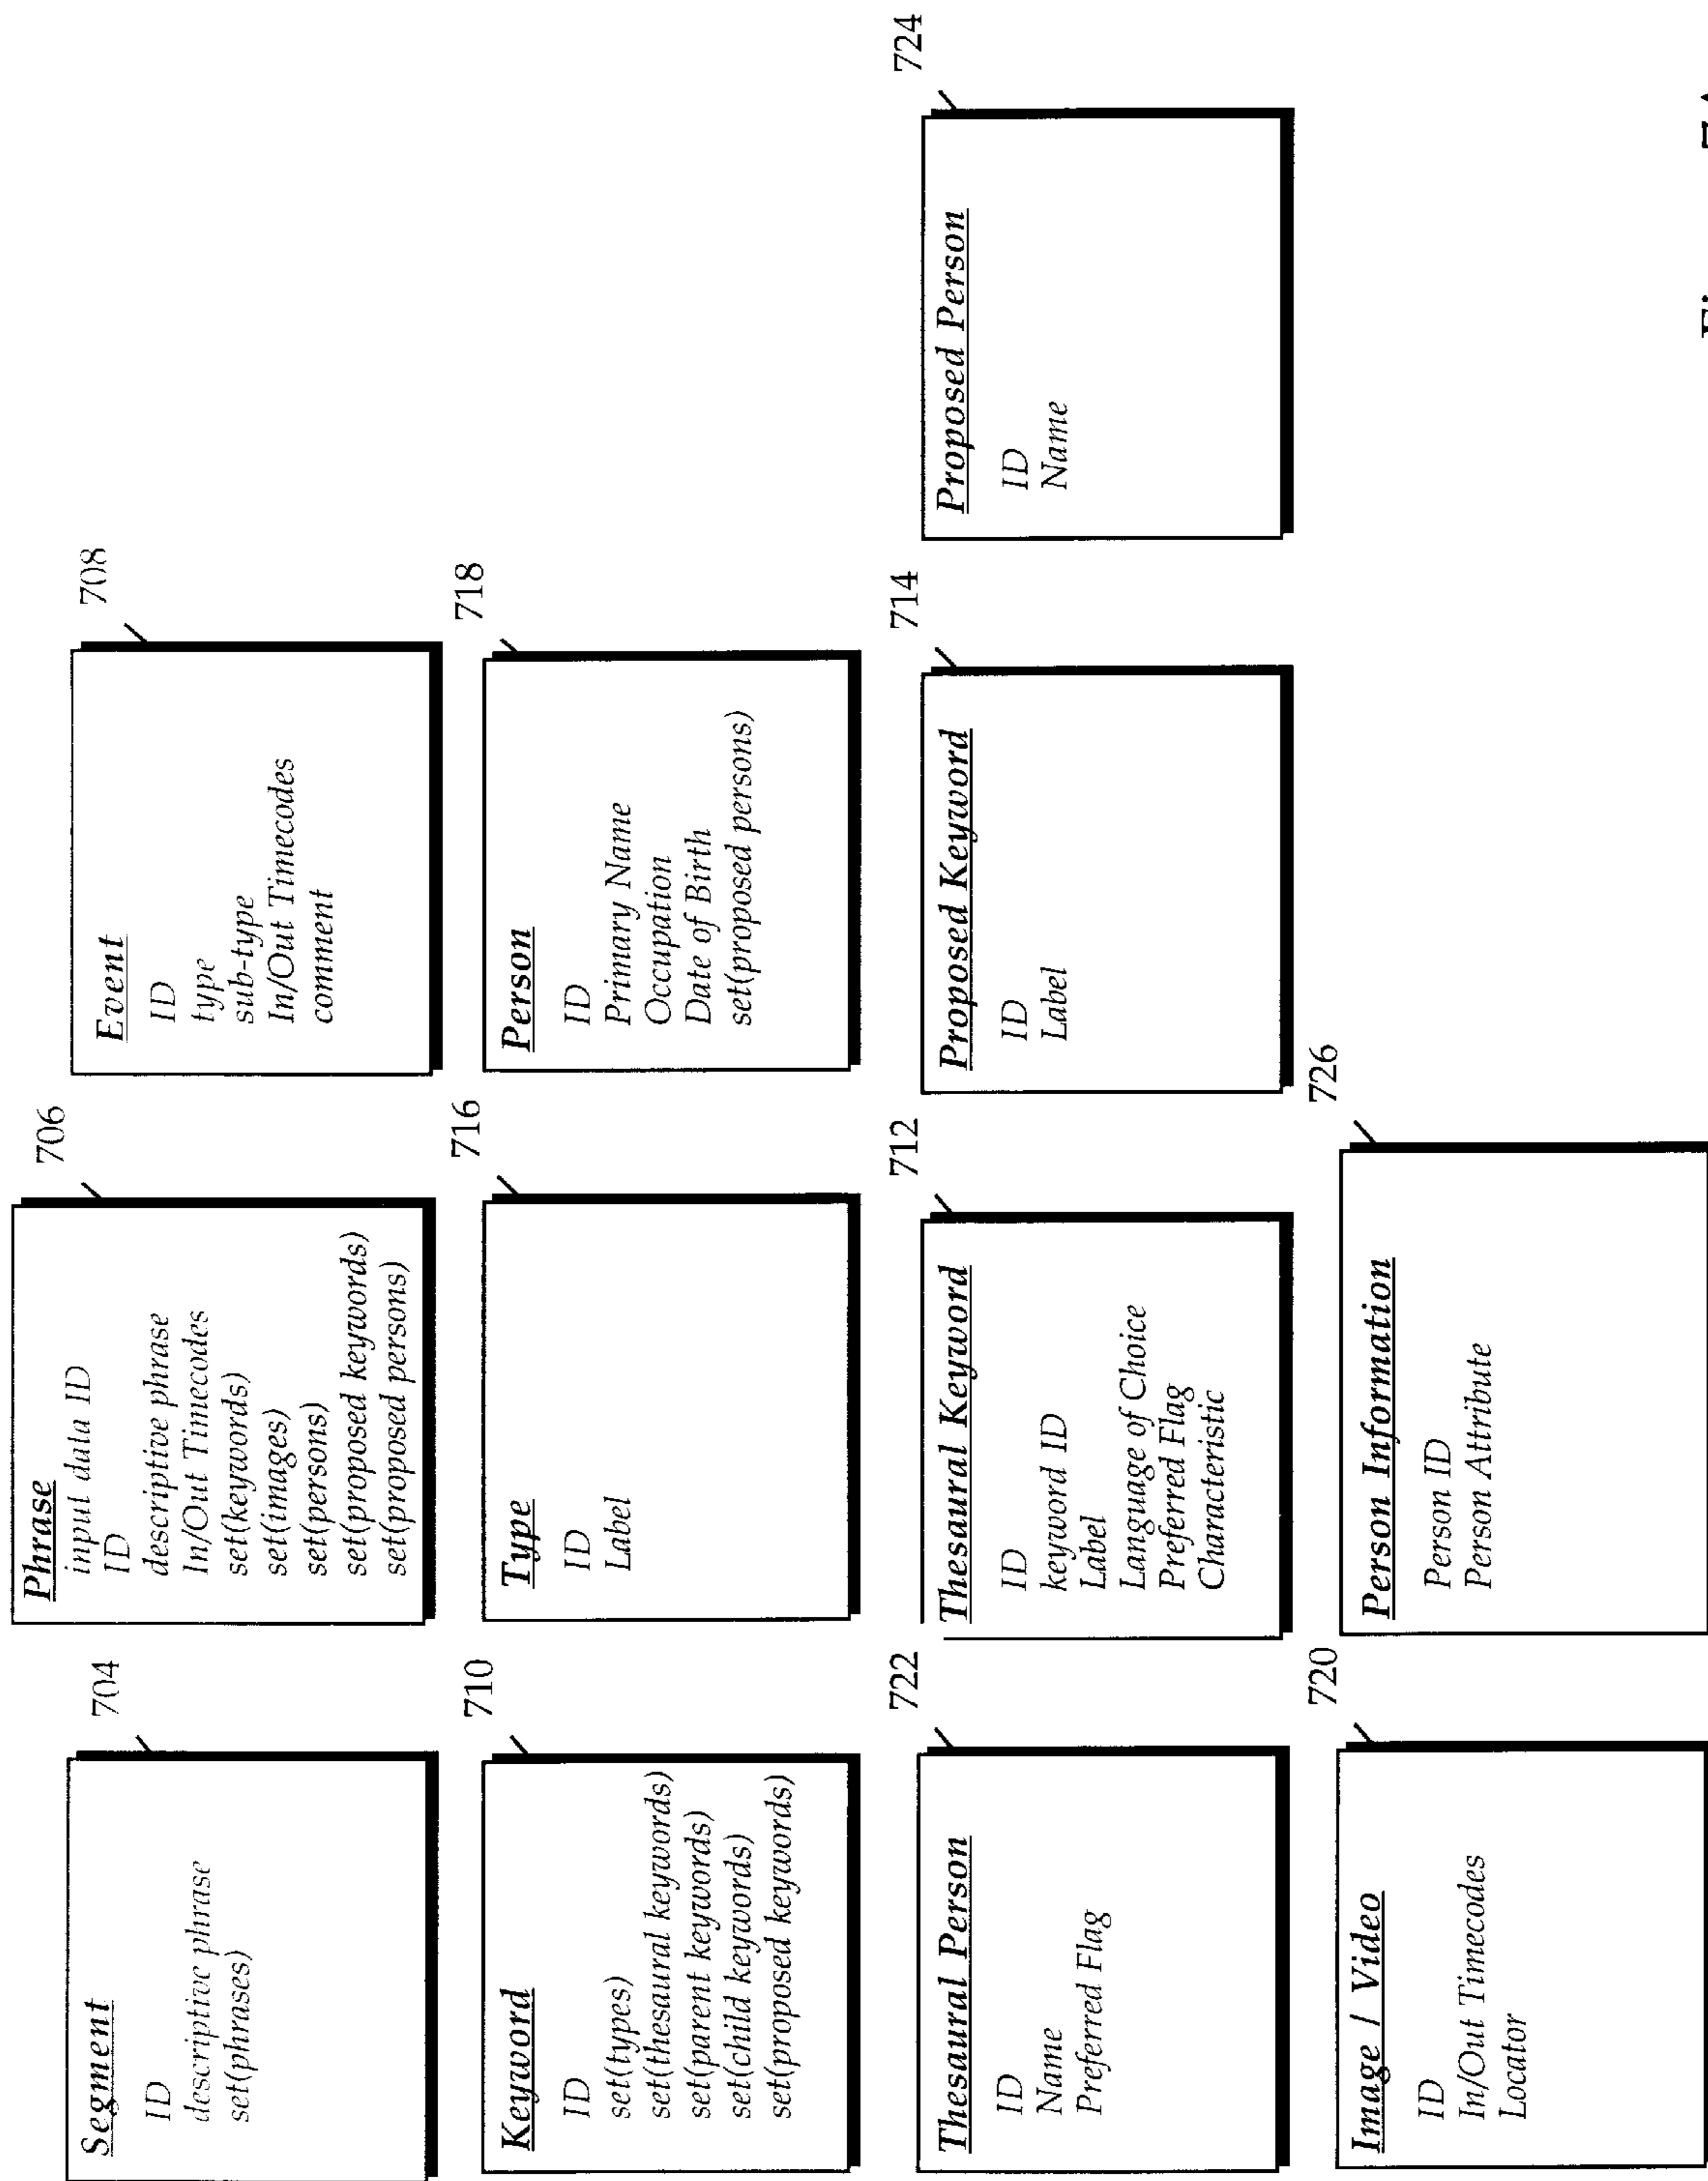 Segment
ID
descriptive phrase
set(phrases)
704
Phrase
input data ID
ID
descriptive phrase
In/Out Timecodes
set(keywords)
set(images)
set(persons)
set(proposed keywords)
set(proposed persons)
706
Event
ID
type
sub-type
In/Out Timecodes
comment
708
Keyword
ID
set(types)
set(thesaural keywords)
set(parent keywords)
set(child keywords)
set(proposed keywords)
710
Type
ID
Label
716
Person
ID
Primary Name
Occupation
Date of Birth
set(proposed persons)
718
Thesaural Person
ID
Name
Preferred Flag
722
Thesaural Keyword
ID
keyword ID
Label
Language of Choice
Preferred Flag
Characteristic
712
Proposed Keyword
ID
Label
714
Proposed Person
ID
Name
724
Image / Video
ID
In/Out Timecodes
Locator
720
Person Information
Person ID
Person Attribute
726